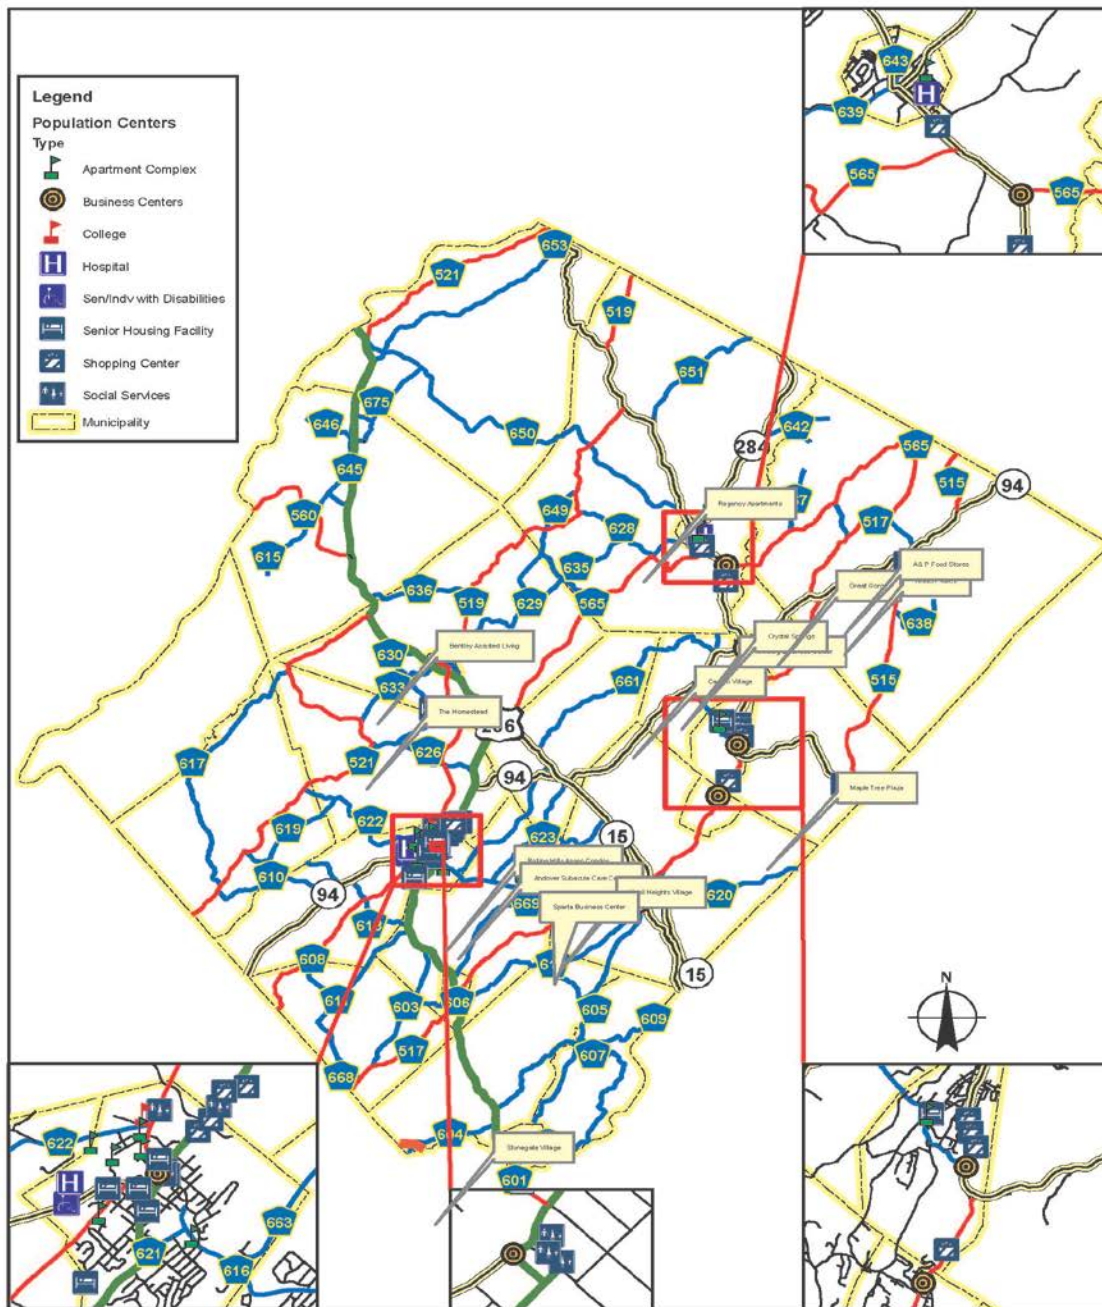 Legend
Population Centers
Type
Apartment Complex
Business Centers
College
H
Hospital
Sen/Indv with Disabilities
Senior Housing Facility
Shopping Center
Social Services
Municipality
643
H
639
565
565
653
521
519
651
675
646
650
642
284
565
645
515
94
Regency Apartments
560
649
628
517
615
635
A& P Food Stores
636
519
629
565
638
Crystal Springs
630
Bentley Assisted Living
661
515
633
The Homestead
617
626
521
94
Maple Tree Plaza
619
622
623
15
H
610
94
Andover Subacute Care
669
Heights Village
620
Sparta Business Center
608
15
603
606
605
609
517
607
668
N
604
Stonegate Village
601
622
H
663
621
616